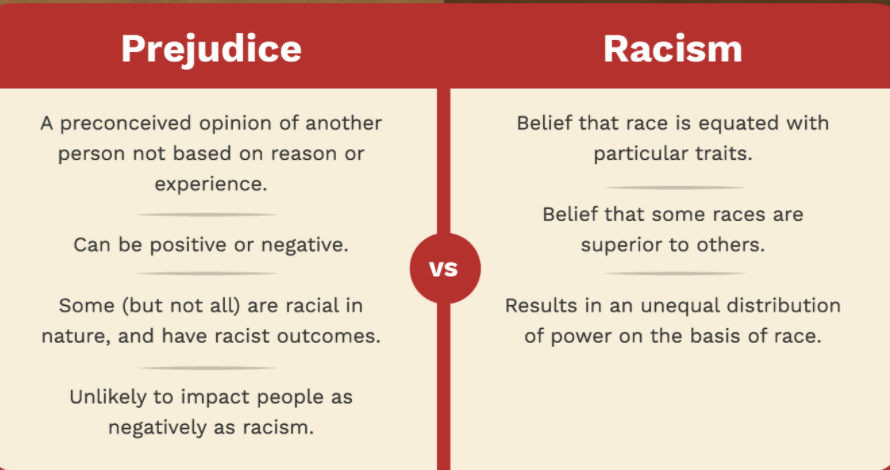 Prejudice
A preconceived opinion of another
person not based on reason or
experience.
Can be positive or negative.
Some (but not all) are racial in
nature, and have racist outcomes.
Unlikely to impact people as
negatively as racism.
vs
Racism
Belief that race is equated with
particular traits.
Belief that some races are
superior to others.
Results in an unequal distribution
of power on the basis of race.